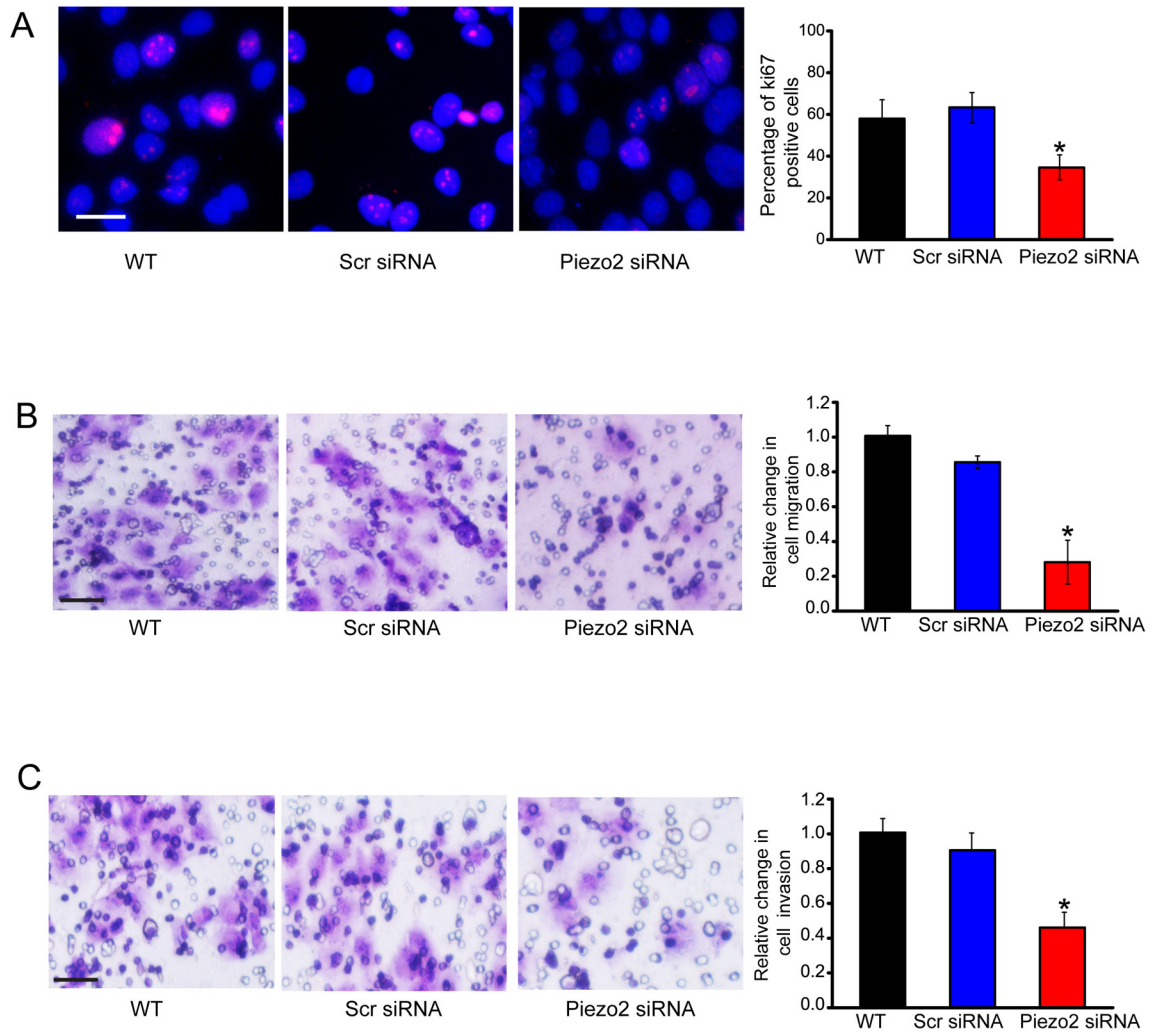 A
WT
Scr siRNA
Piezo2 siRNA
Percentage of ki67
positive cells
100
80
60
40
20
0
*
WT
Scr siRNA
Piezo2 siRNA
B
WT
Scr siRNA
Piezo2 siRNA
Relative change in
cell migration
1.2
1.0
0.8
0.6
0.4
0.2
0.0
*
WT
Scr siRNA
Piezo2 siRNA
C
WT
Scr siRNA
Piezo2 siRNA
Relative change in
cell invasion
1.2
1.0
0.8
0.6
0.4
0.2
0.0
*
WT
Scr siRNA
Piezo2 siRNA